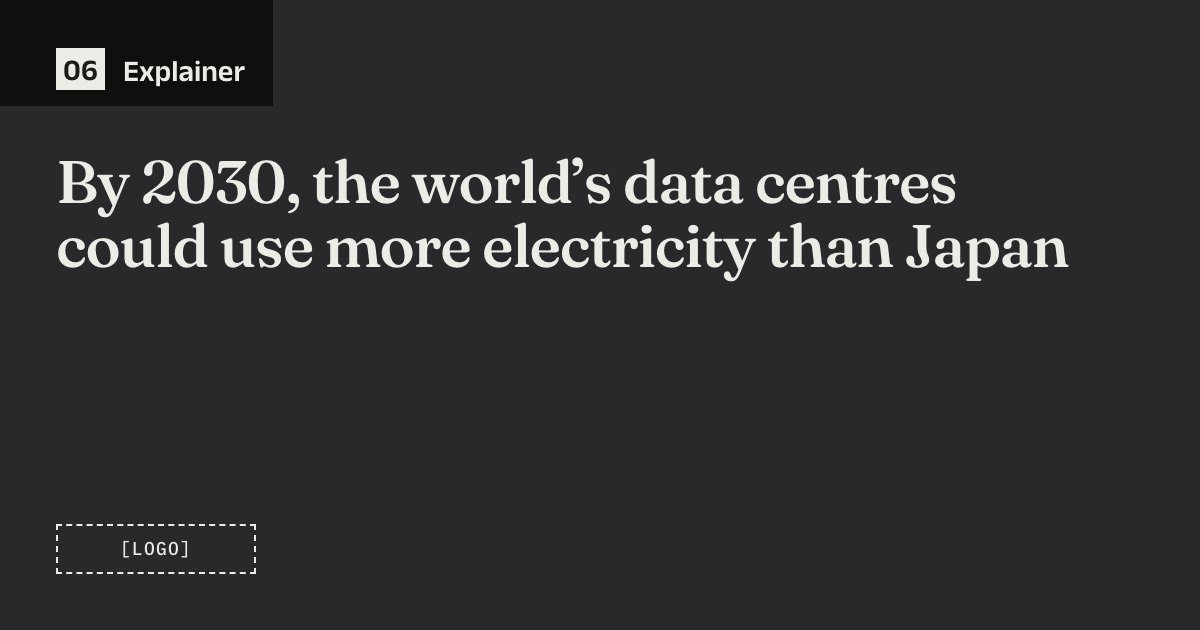 06 Explainer
By 2030, the world’s data centres
could use more electricity than Japan
[LOGO]